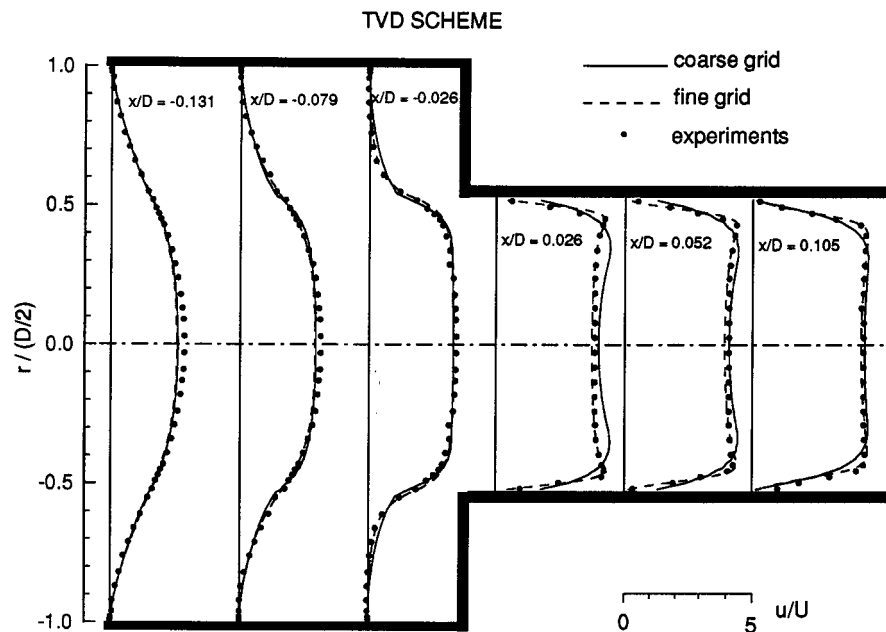 TVD SCHEME
coarse grid
fine grid
experiments
1.0
0.5
0.0
-0.5
-1.0
r / (D/2)
x/D = -0.131
x/D = -0.079
x/D = -0.026
x/D = 0.026
x/D = 0.052
x/D = 0.105
0
5
u/U